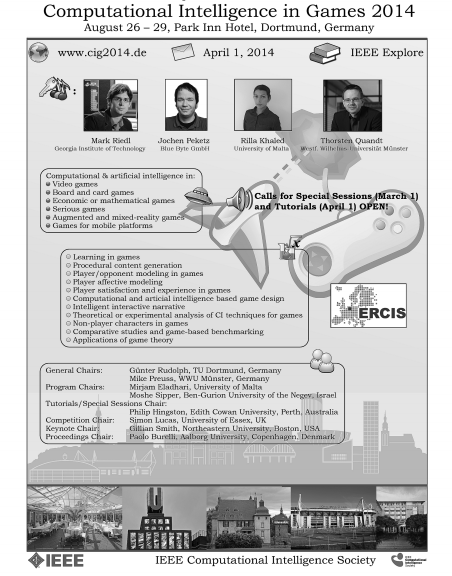 Computational Intelligence in Games 2014
August 26 – 29, Park Inn Hotel, Dortmund, Germany
www.cig2014.de
April 1, 2014
IEEE Explore
Mark Riedl
Georgia Institute of Technology
Jochen Peketz
Blue Byte GmbH
Rilla Khaled
University of Malta
Thorsten Quandt
Westf. Wilhelms-Universität Münster
Computational & artificial intelligence in:
Video games
Board and card games
Economic or mathematical games
Serious games
Augmented and mixed-reality games
Games for mobile platforms
Calls for Special Sessions (March 1)
and Tutorials (April 1) OPEN!
x
Learning in games
Procedural content generation
Player/opponent modeling in games
Player affective modeling
Player satisfaction and experience in games
Computational and articial intelligence based game design
Intelligent interactive narrative
Theoretical or experimental analysis of CI techniques for games
Non-player characters in games
Comparative studies and game-based benchmarking
Applications of game theory
ERCIS
General Chairs: Günter Rudolph, TU Dortmund, Germany
Mike Preuss, WWU Münster, Germany
Program Chairs: Mirjam Eladhari, University of Malta
Moshe Sipper, Ben-Gurion University of the Negev, Israel
Tutorials/Special Sessions Chair:
Philip Hingston, Edith Cowan University, Perth, Australia
Competition Chair: Simon Lucas, University of Essex, UK
Keynote Chair: Gillian Smith, Northeastern University, Boston, USA
Proceedings Chair: Paolo Burelli, Aalborg University, Copenhagen, Denmark
IEEE
IEEE Computational Intelligence Society
IEEE
Computational
Intelligence
Society